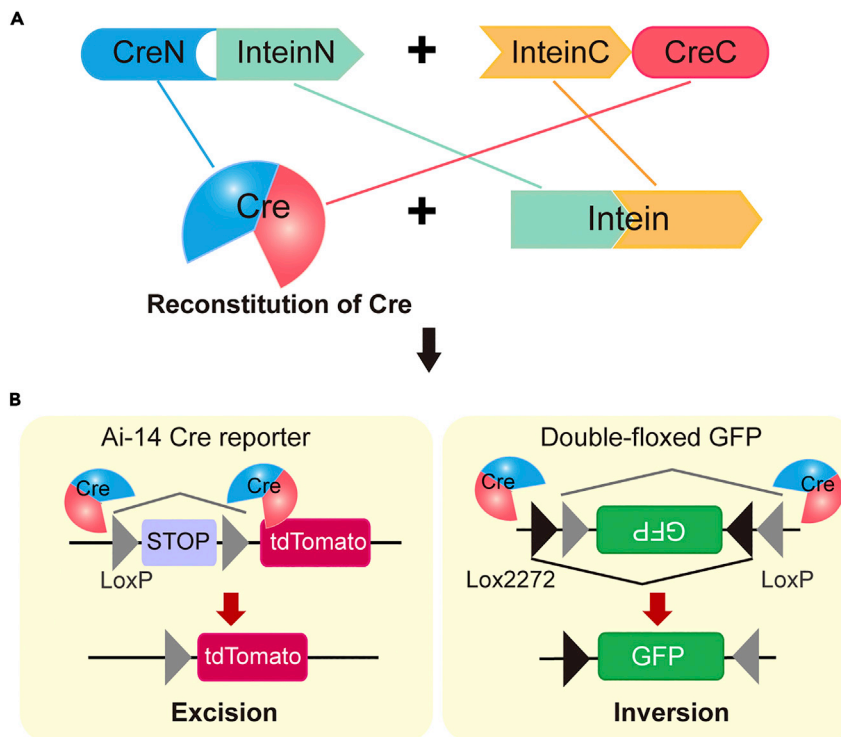 A
CreN InteinN + InteinC CreC
Cre + Intein
Reconstitution of Cre
B
Ai-14 Cre reporter
Cre Cre
STOP tdTomato
LoxP
tdTomato
Excision
Double-floxed GFP
Cre Cre
GFP
Lox2272 LoxP
GFP
Inversion